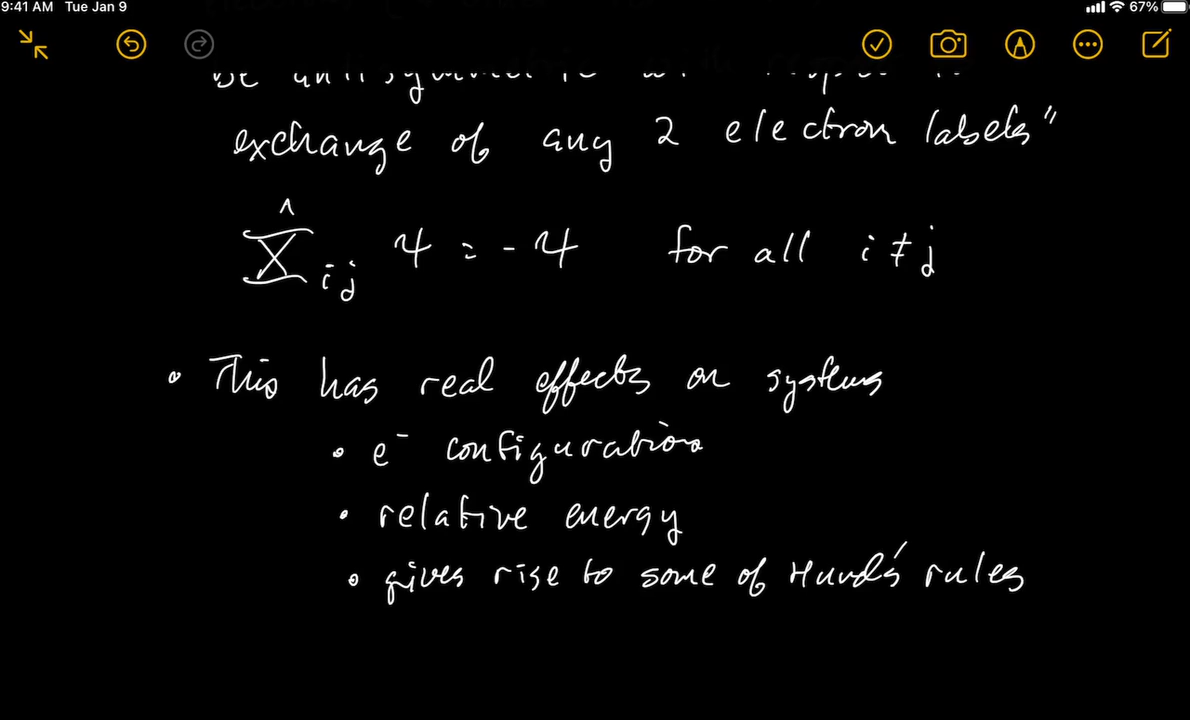 9:41 AM Tue Jan 9 67%
exchange of any 2 electron labels"
X̂ij Ψ = -Ψ for all i ≠ j
• This has real effects on systems
• e⁻ configurations
• relative energy
• gives rise to some of Hund's rules